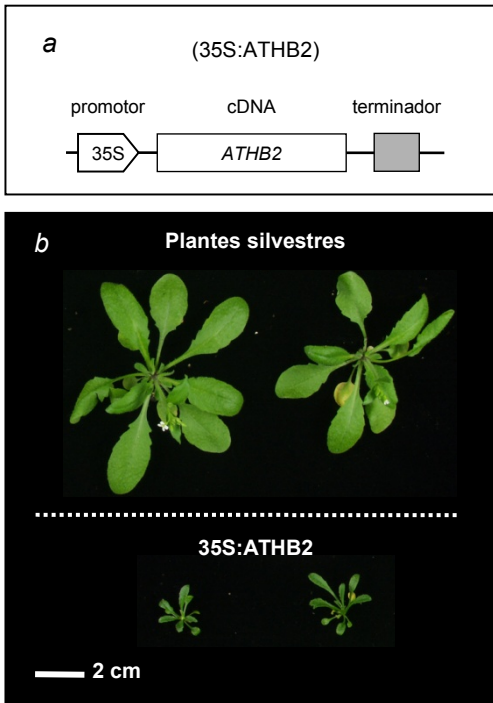 a
(35S:ATHB2)
promotor cDNA terminador
35S ATHB2
b
Plantes silvestres
35S:ATHB2
2 cm